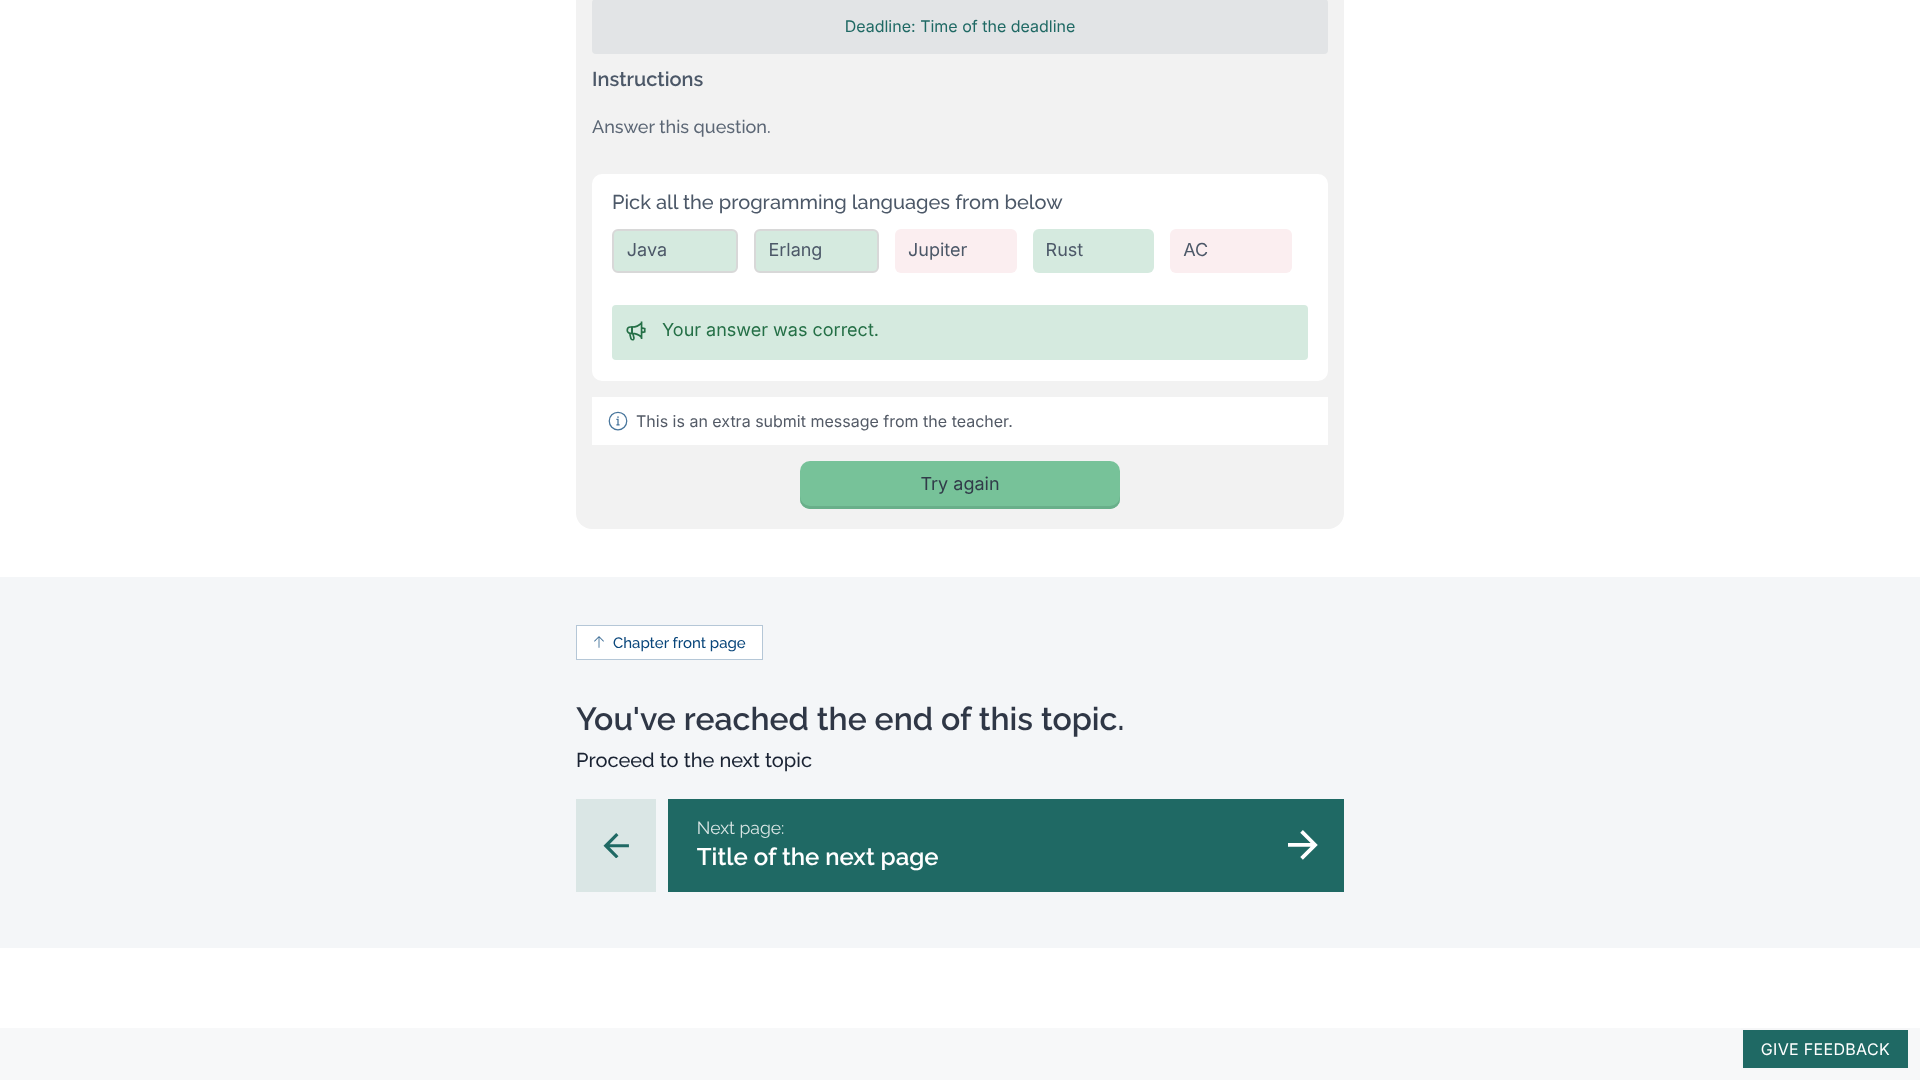 Deadline: Time of the deadline
Instructions
Answer this question.
Pick all the programming languages from below
Java Erlang Jupiter Rust AC
Your answer was correct.
This is an extra submit message from the teacher.
Try again
Chapter front page
You've reached the end of this topic.
Proceed to the next topic
Next page:
Title of the next page
GIVE FEEDBACK